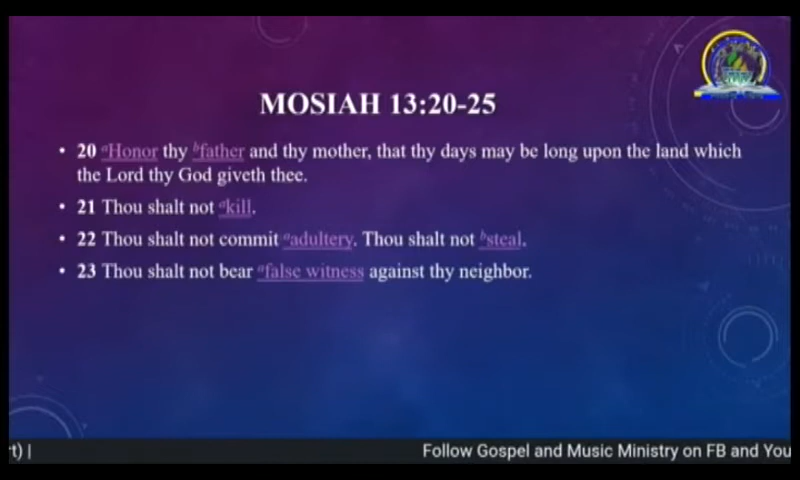 MOSIAH 13:20-25
• 20 aHonor thy bfather and thy mother, that thy days may be long upon the land which
the Lord thy God giveth thee.
• 21 Thou shalt not akill.
• 22 Thou shalt not commit aadultery. Thou shalt not bsteal.
• 23 Thou shalt not bear afalse witness against thy neighbor.
t) | Follow Gospel and Music Ministry on FB and You